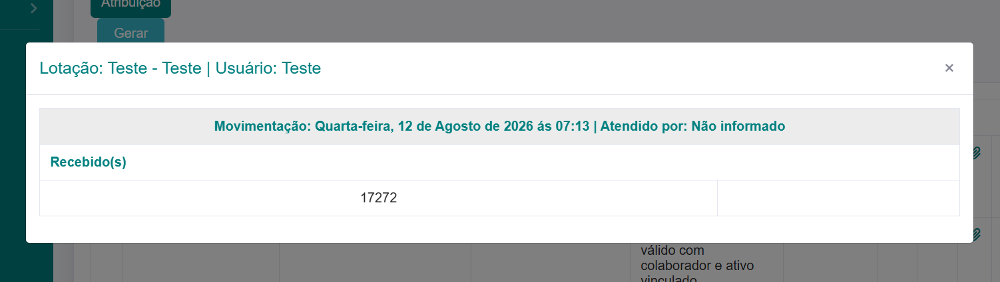 Atribuição
Gerar
Lotação: Teste - Teste | Usuário: Teste
×
Movimentação: Quarta-feira, 12 de Agosto de 2026 ás 07:13 | Atendido por: Não informado
Recebido(s)
17272
válido com
colaborador e ativo
vinculado